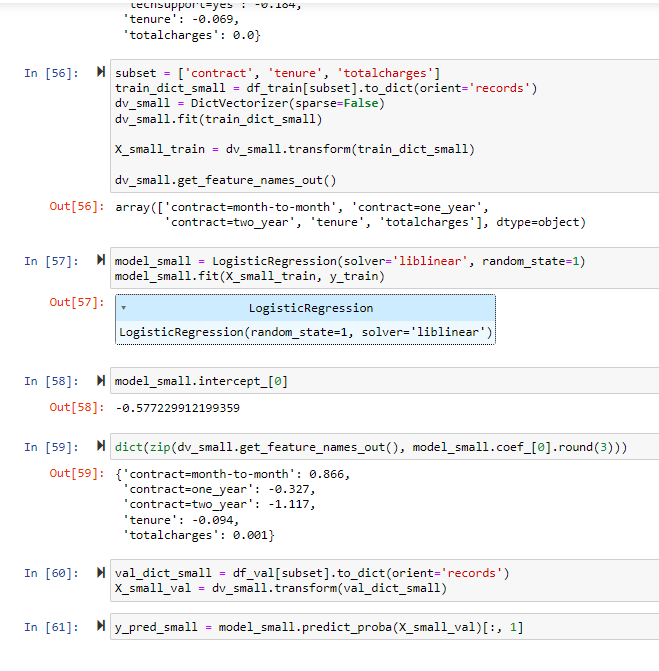 'techsupport=yes': -0.184,
'tenure': -0.069,
'totalcharges': 0.0}
In [56]:
subset = ['contract', 'tenure', 'totalcharges']
train_dict_small = df_train[subset].to_dict(orient='records')
dv_small = DictVectorizer(sparse=False)
dv_small.fit(train_dict_small)
X_small_train = dv_small.transform(train_dict_small)
dv_small.get_feature_names_out()
Out[56]:
array(['contract=month-to-month', 'contract=one_year',
'contract=two_year', 'tenure', 'totalcharges'], dtype=object)
In [57]:
model_small = LogisticRegression(solver='liblinear', random_state=1)
model_small.fit(X_small_train, y_train)
Out[57]:
LogisticRegression
LogisticRegression(random_state=1, solver='liblinear')
In [58]:
model_small.intercept_[0]
Out[58]:
-0.577229912199359
In [59]:
dict(zip(dv_small.get_feature_names_out(), model_small.coef_[0].round(3)))
Out[59]:
{'contract=month-to-month': 0.866,
'contract=one_year': -0.327,
'contract=two_year': -1.117,
'tenure': -0.094,
'totalcharges': 0.001}
In [60]:
val_dict_small = df_val[subset].to_dict(orient='records')
X_small_val = dv_small.transform(val_dict_small)
In [61]:
y_pred_small = model_small.predict_proba(X_small_val)[:, 1]